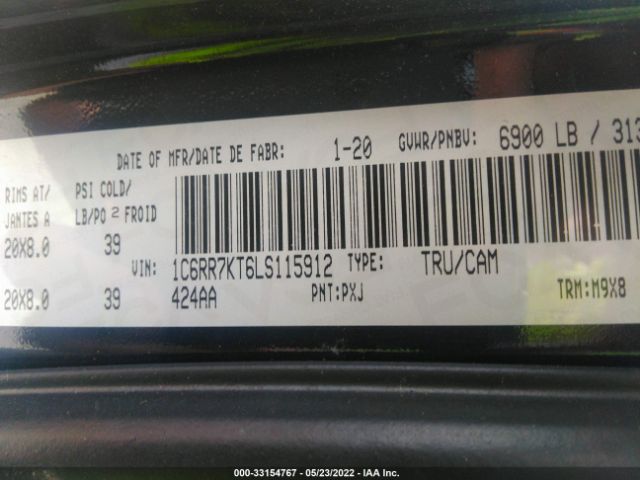 DATE OF MFR/DATE DE FABR: 1-20 GVWR/PNBV: 6900 LB / 313
RIMS AT/ PSI COLD/
JANTES A LB/PO 2 FROID
20X8.0 39
VIN: 1C6RR7KT6LS115912 TYPE: TRU/CAM
20X8.0 39 424AA PNT:PXJ TRM:M9X8
000-33154767 - 05/23/2022 - IAA Inc.